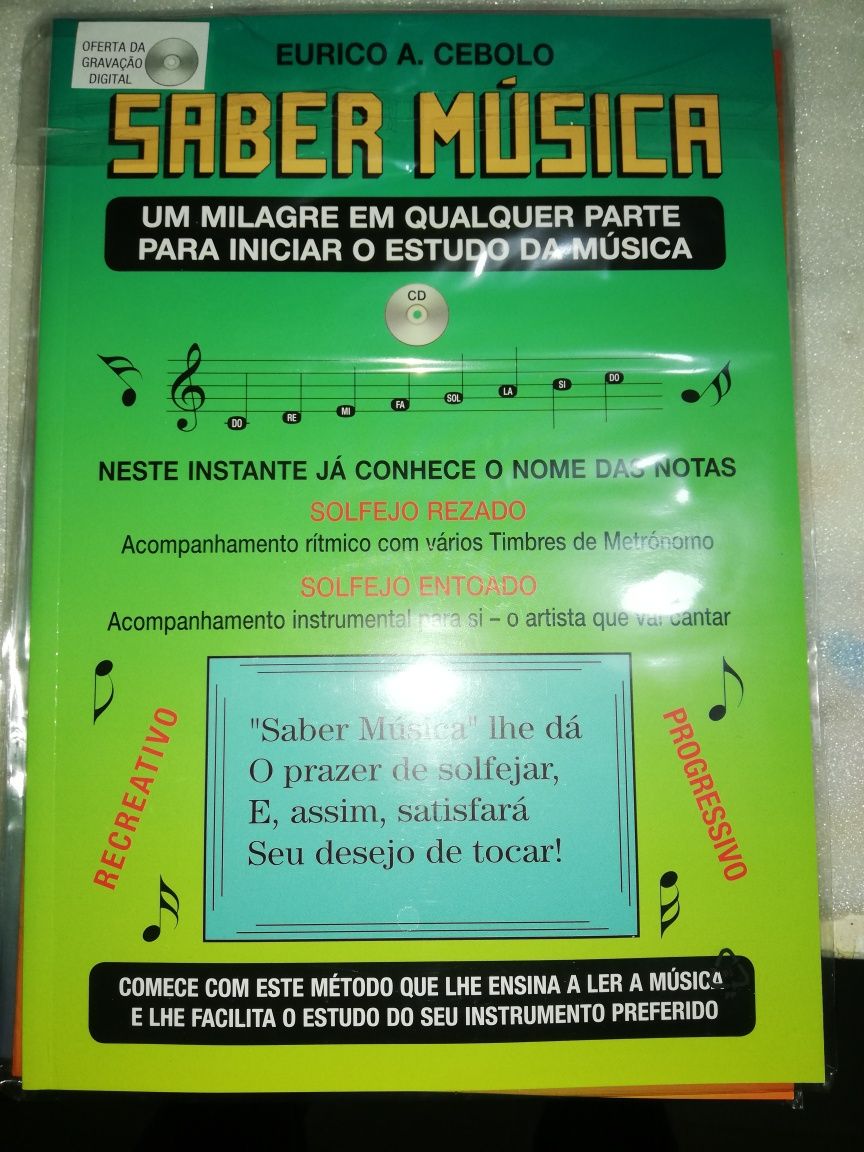 OFERTA DA
GRAVAÇÃO
DIGITAL
EURICO A. CEBOLO
SABER MÚSICA
UM MILAGRE EM QUALQUER PARTE
PARA INICIAR O ESTUDO DA MÚSICA
CD
DO RE MI FA SOL LA SI DO
NESTE INSTANTE JÁ CONHECE O NOME DAS NOTAS
SOLFEJO REZADO
Acompanhamento rítmico com vários Timbres de Metrónomo
SOLFEJO ENTOADO
Acompanhamento instrumental para si – o artista que vai cantar
RECREATIVO
"Saber Música" lhe dá
O prazer de solfejar,
E, assim, satisfará
Seu desejo de tocar!
PROGRESSIVO
COMECE COM ESTE MÉTODO QUE LHE ENSINA A LER A MÚSICA
E LHE FACILITA O ESTUDO DO SEU INSTRUMENTO PREFERIDO